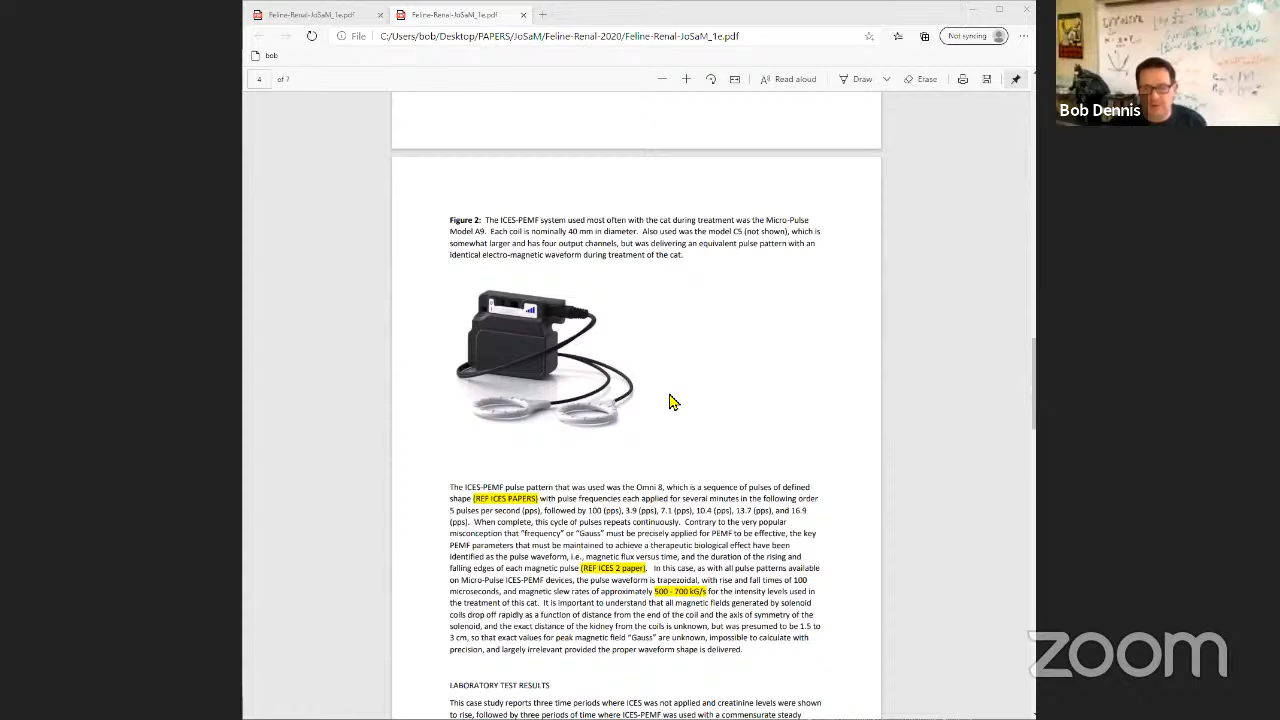 Feline-Renal-JoSaM_1e.pdf
Feline-Renal-JoSaM_1e.pdf
File C:/Users/bob/Desktop/PAPERS/JoSaM/Feline-Renal-2020/Feline-Renal-JoSaM_1e.pdf
Not syncing
bob
4 of 7
Read aloud
Draw
Erase
Bob Dennis
Figure 2: The ICES-PEMF system used most often with the cat during treatment was the Micro-Pulse
Model A9. Each coil is nominally 40 mm in diameter. Also used was the model C5 (not shown), which is
somewhat larger and has four output channels, but was delivering an equivalent pulse pattern with an
identical electro-magnetic waveform during treatment of the cat.
The ICES-PEMF pulse pattern that was used was the Omni 8, which is a sequence of pulses of defined
shape (REF ICES PAPERS) with pulse frequencies each applied for several minutes in the following order
5 pulses per second (pps), followed by 100 (pps), 3.9 (pps), 7.1 (pps), 10.4 (pps), 13.7 (pps), and 16.9
(pps). When complete, this cycle of pulses repeats continuously. Contrary to the very popular
misconception that "frequency" or "Gauss" must be precisely applied for PEMF to be effective, the key
PEMF parameters that must be maintained to achieve a therapeutic biological effect have been
identified as the pulse waveform, i.e., magnetic flux versus time, and the duration of the rising and
falling edges of each magnetic pulse (REF ICES 2 paper). In this case, as with all pulse patterns available
on Micro-Pulse ICES-PEMF devices, the pulse waveform is trapezoidal, with rise and fall times of 100
microseconds, and magnetic slew rates of approximately 500 - 700 kG/s for the intensity levels used in
the treatment of this cat. It is important to understand that all magnetic fields generated by solenoid
coils drop off rapidly as a function of distance from the end of the coil and the axis of symmetry of the
solenoid, and the exact distance of the kidney from the coils is unknown, but was presumed to be 1.5 to
3 cm, so that exact values for peak magnetic field "Gauss" are unknown, impossible to calculate with
precision, and largely irrelevant provided the proper waveform shape is delivered.
LABORATORY TEST RESULTS
This case study reports three time periods where ICES was not applied and creatinine levels were shown
to rise, followed by three periods of time where ICES-PEMF was used with a commensurate steady
zoom